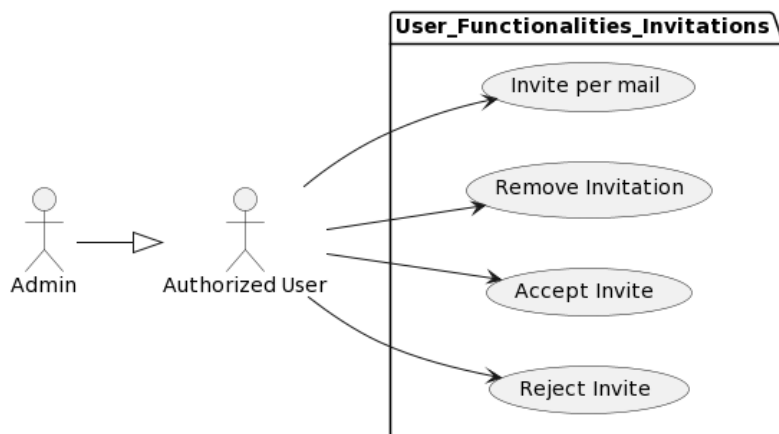 User_Functionalities_Invitations
Invite per mail
Remove Invitation
Admin
Authorized User
Accept Invite
Reject Invite